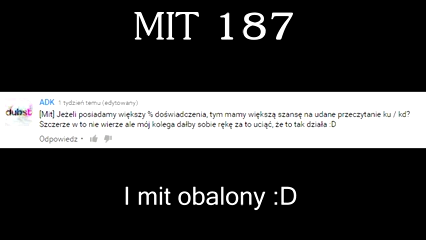 MIT 187
dubst
ADK 1 tydzień temu (edytowany)
[Mit] Jeżeli posiadamy większy % doświadczenia, tym mamy większą szansę na udane przeczytanie ku / kd?
Szczerze w to nie wierze ale mój kolega dałby sobie rękę za to uciąć, że to tak działa :D
Odpowiedz
I mit obalony :D